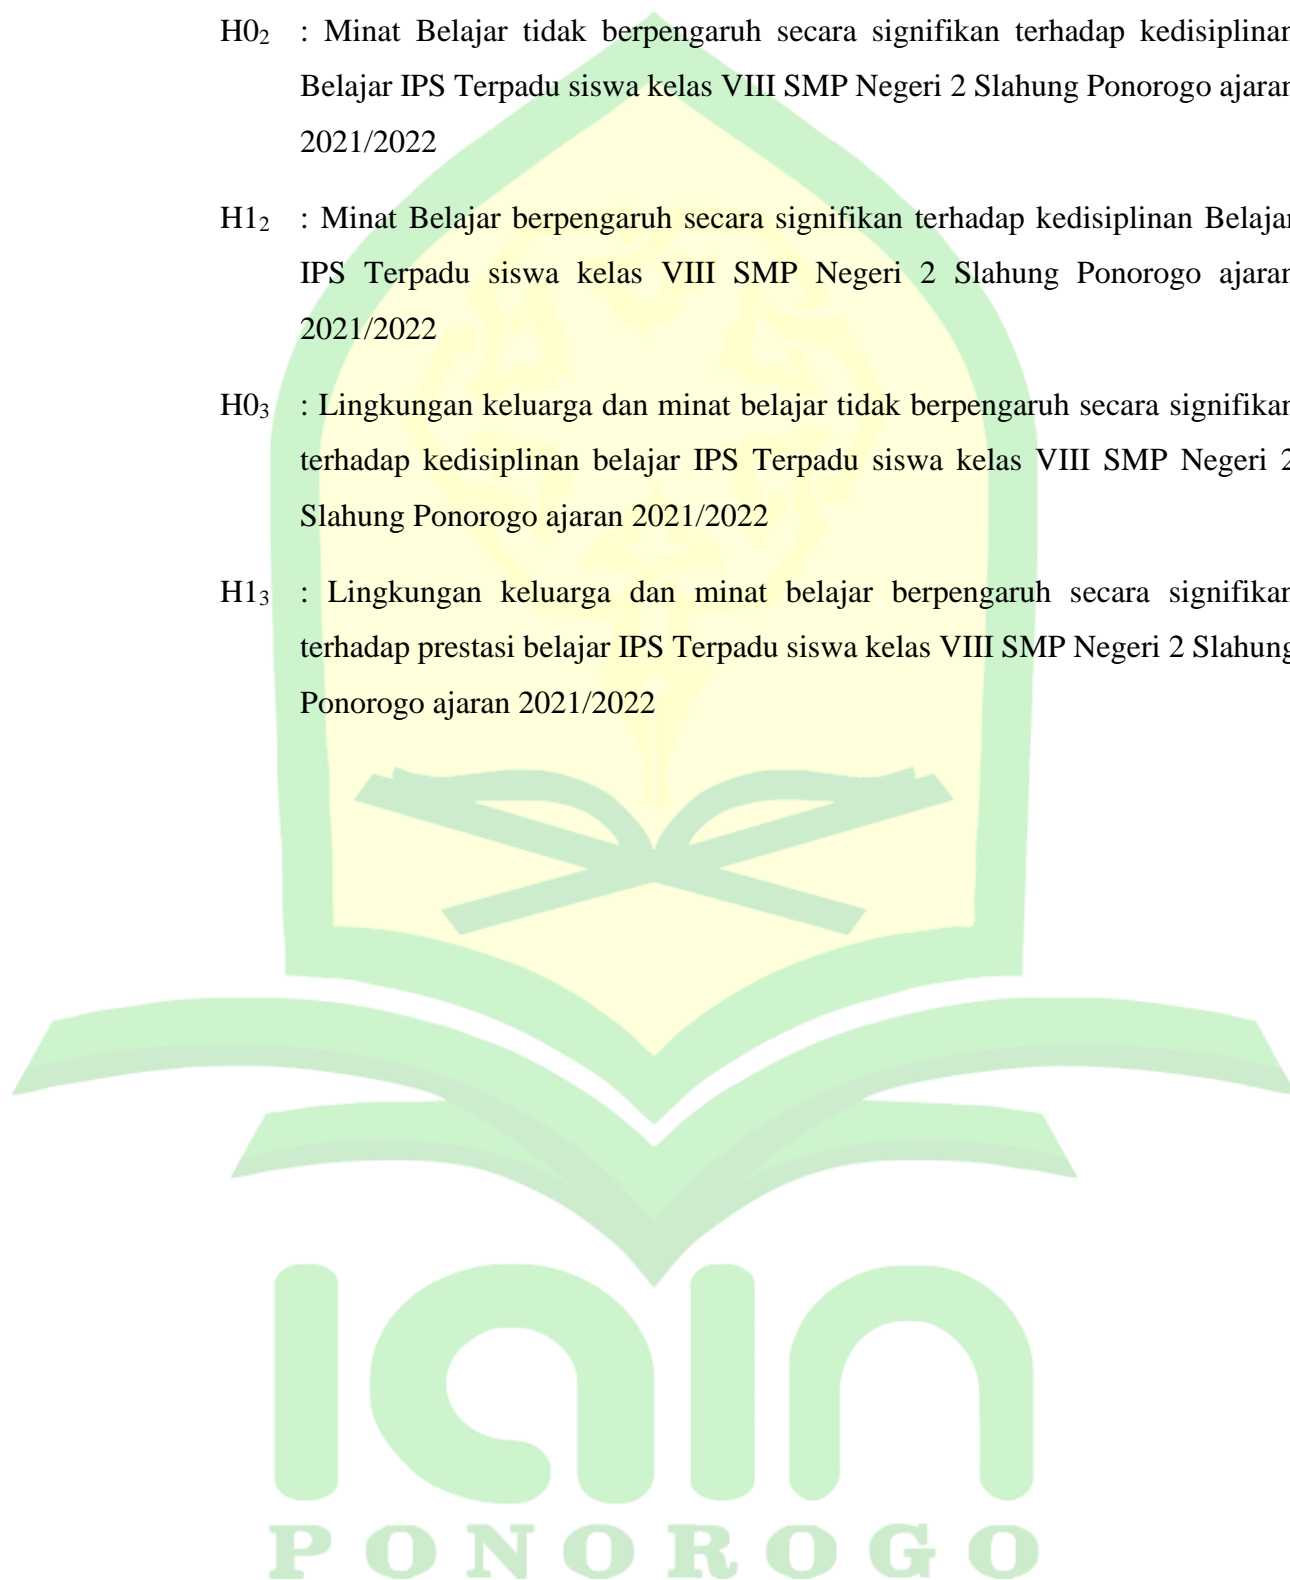 H0₂ : Minat Belajar tidak berpengaruh secara signifikan terhadap kedisiplinan
Belajar IPS Terpadu siswa kelas VIII SMP Negeri 2 Slahung Ponorogo ajaran
2021/2022
H1₂ : Minat Belajar berpengaruh secara signifikan terhadap kedisiplinan Belajar
IPS Terpadu siswa kelas VIII SMP Negeri 2 Slahung Ponorogo ajaran
2021/2022
H0₃ : Lingkungan keluarga dan minat belajar tidak berpengaruh secara signifikan
terhadap kedisiplinan belajar IPS Terpadu siswa kelas VIII SMP Negeri 2
Slahung Ponorogo ajaran 2021/2022
H1₃ : Lingkungan keluarga dan minat belajar berpengaruh secara signifikan
terhadap prestasi belajar IPS Terpadu siswa kelas VIII SMP Negeri 2 Slahung
Ponorogo ajaran 2021/2022
iain
PONOROGO